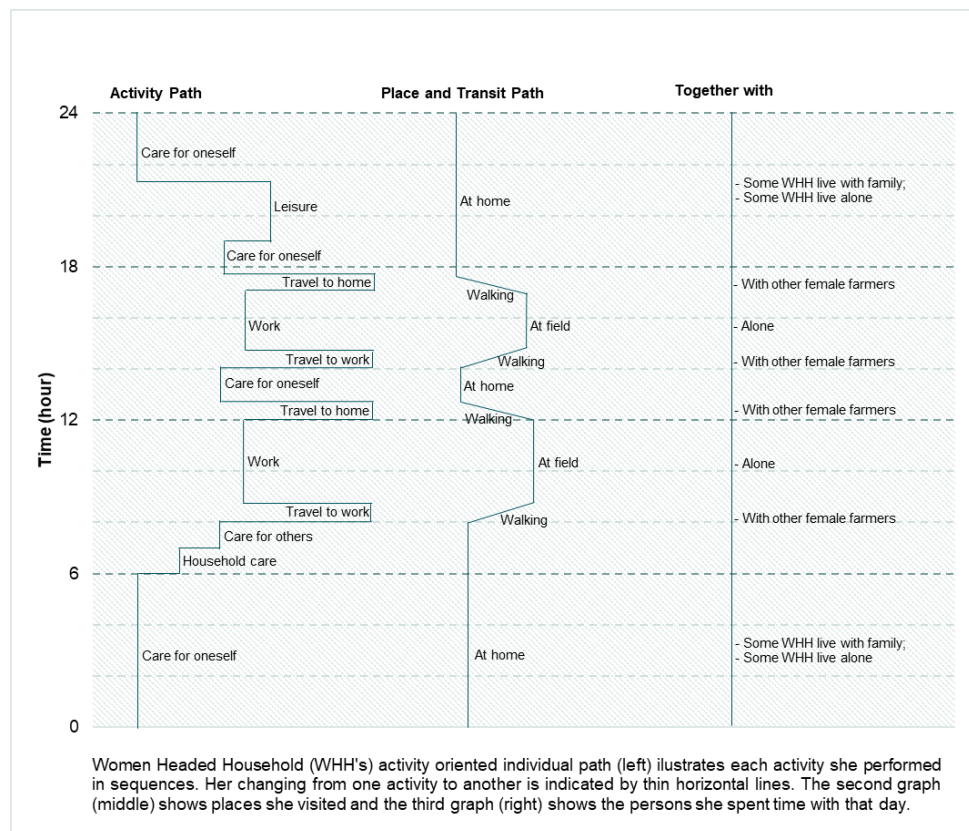 Activity Path
Place and Transit Path
Together with
24
Care for oneself
- Some WHH live with family;
- Some WHH live alone
Leisure
At home
Care for oneself
18
Travel to home
Walking
- With other female farmers
Work
At field
- Alone
Travel to work
Walking
- With other female farmers
Care for oneself
At home
Travel to home
Walking
- With other female farmers
12
Time (hour)
Work
At field
- Alone
Travel to work
Walking
- With other female farmers
Care for others
Household care
6
Care for oneself
At home
- Some WHH live with family;
- Some WHH live alone
0
Women Headed Household (WHH's) activity oriented individual path (left) ilustrates each activity she performed
in sequences. Her changing from one activity to another is indicated by thin horizontal lines. The second graph
(middle) shows places she visited and the third graph (right) shows the persons she spent time with that day.